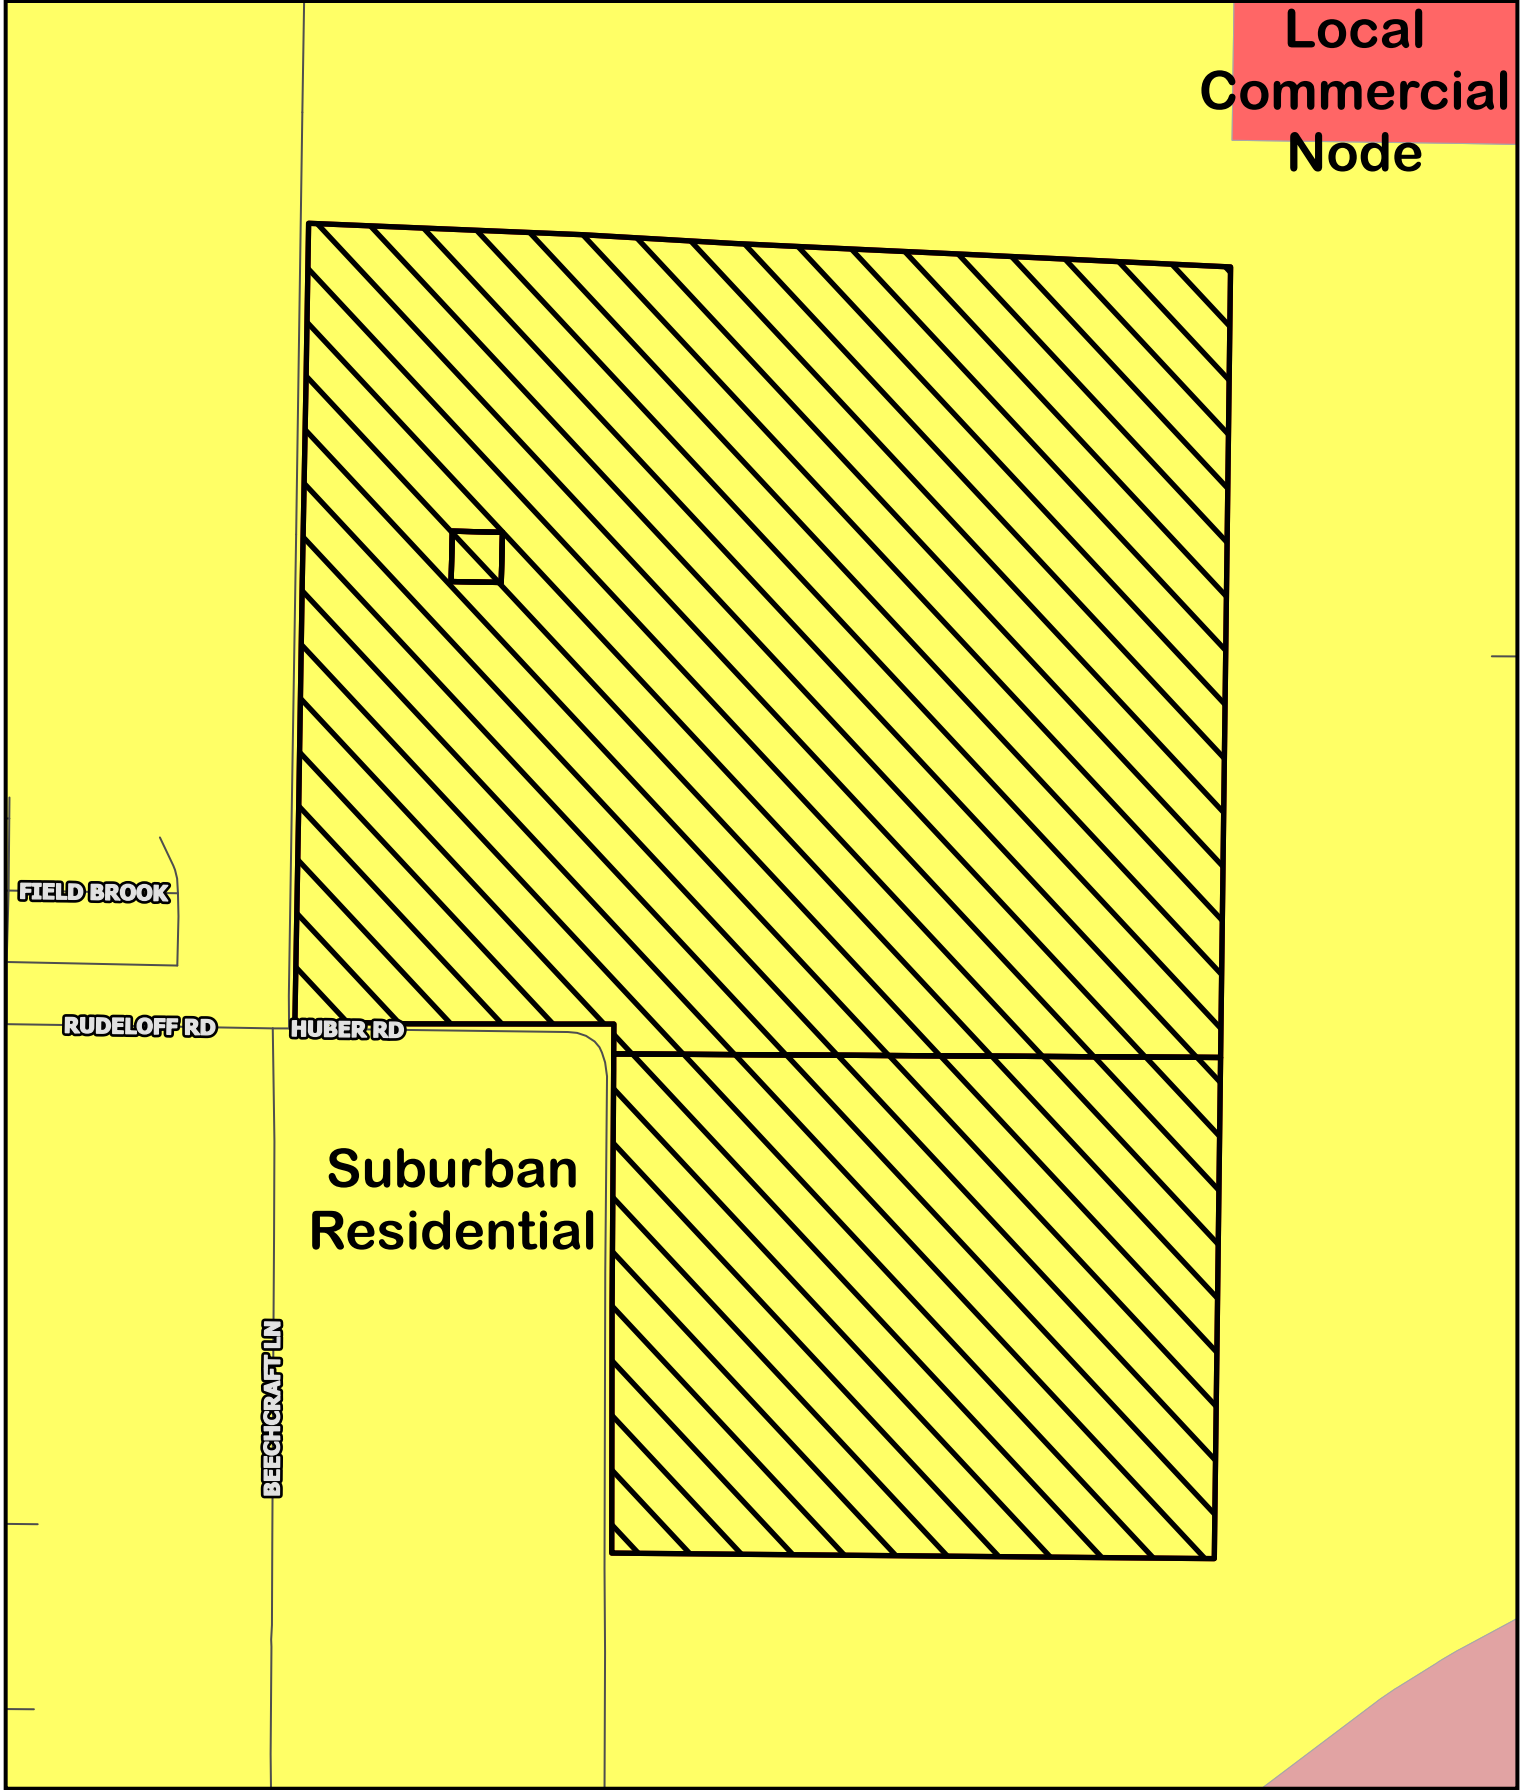 Local
Commercial
Node
FIELD BROOK
RUDELOFF RD
HUBER RD
Suburban
Residential
BEECHCRAFT LN